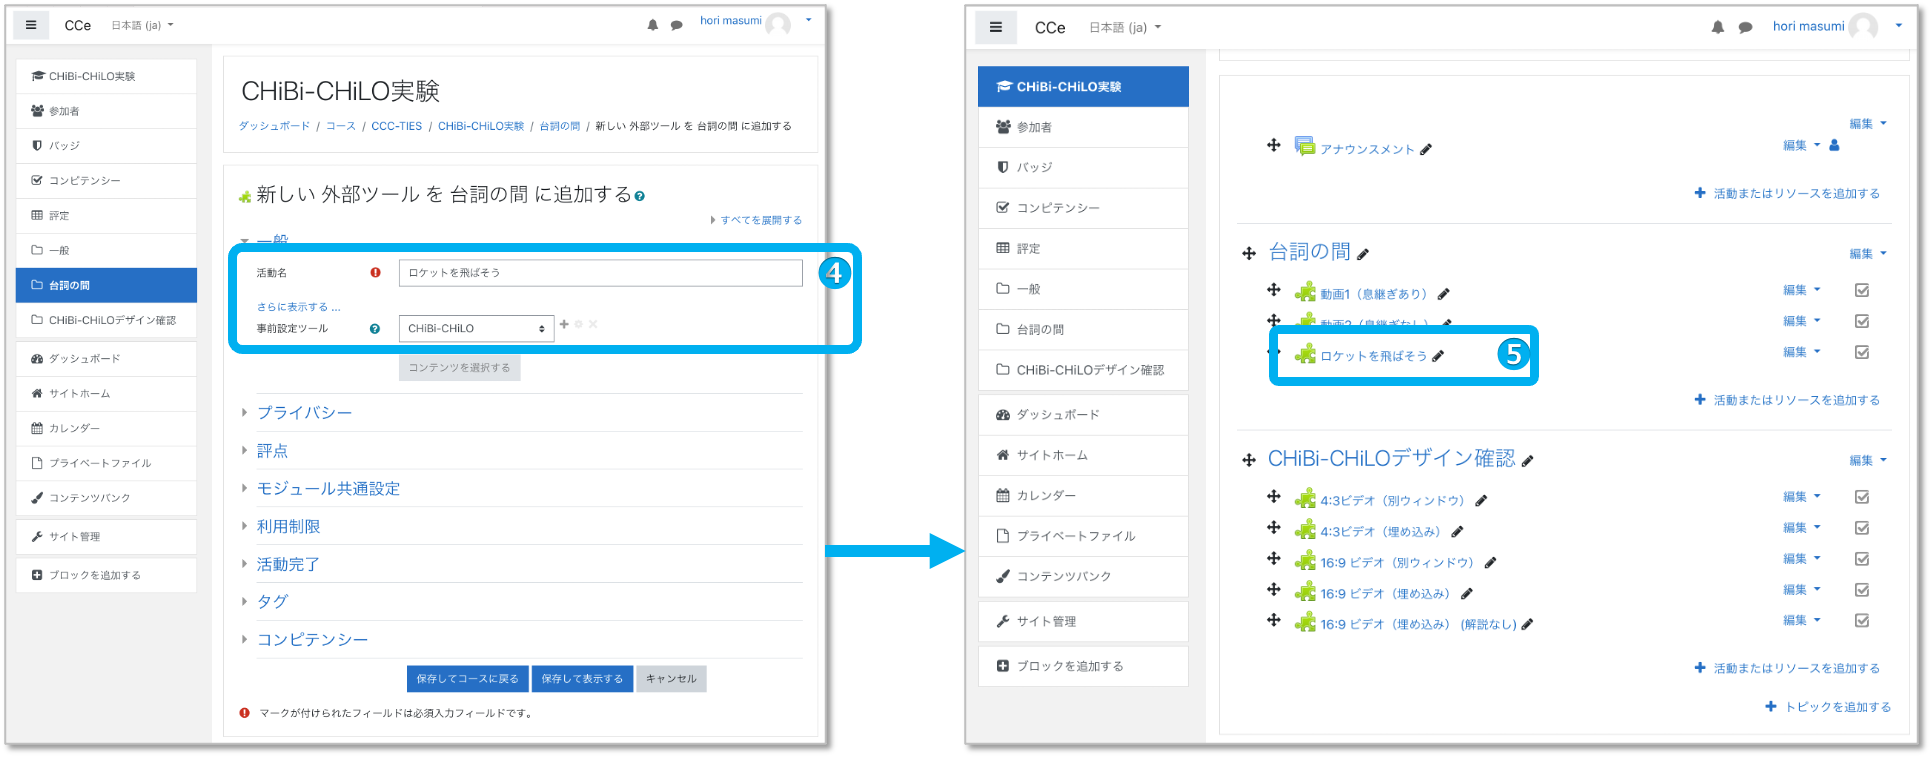 CCe 日本語 (ja)
hori masumi
CHiBi-CHiLO実験
参加者
バッジ
コンピテンシー
評定
一般
台詞の間
CHiBi-CHiLOデザイン確認
ダッシュボード
サイトホーム
カレンダー
プライベートファイル
コンテンツバンク
サイト管理
ブロックを追加する
CHiBi-CHiLO実験
ダッシュボード / コース / CCC-TIES / CHiBi-CHiLO実験 / 台詞の間 / 新しい 外部ツール を 台詞の間 に追加する
新しい 外部ツール を 台詞の間 に追加する
すべてを展開する
一般
活動名 ロケットを飛ばそう
4
さらに表示する ...
事前設定ツール CHiBi-CHiLO
コンテンツを選択する
プライバシー
評点
モジュール共通設定
利用制限
活動完了
タグ
コンピテンシー
保存してコースに戻る 保存して表示する キャンセル
マークが付けられたフィールドは必須入力フィールドです。
CCe 日本語 (ja)
hori masumi
CHiBi-CHiLO実験
参加者
バッジ
コンピテンシー
評定
一般
台詞の間
CHiBi-CHiLOデザイン確認
ダッシュボード
サイトホーム
カレンダー
プライベートファイル
コンテンツバンク
サイト管理
ブロックを追加する
編集
アナウンスメント 編集
活動またはリソースを追加する
台詞の間 編集
動画1（息継ぎあり） 編集
動画2（息継ぎなし） 編集
ロケットを飛ばそう 5 編集
活動またはリソースを追加する
CHiBi-CHiLOデザイン確認 編集
4:3ビデオ（別ウィンドウ） 編集
4:3ビデオ（埋め込み） 編集
16:9 ビデオ（別ウィンドウ） 編集
16:9 ビデオ（埋め込み） 編集
16:9 ビデオ（埋め込み） (解説なし) 編集
活動またはリソースを追加する
トピックを追加する